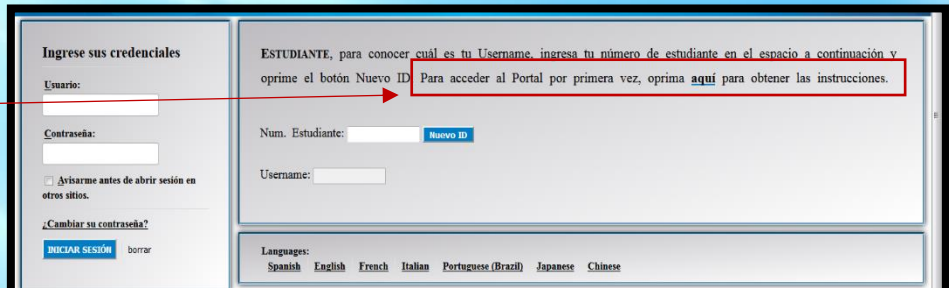 Ingrese sus credenciales
Usuario:
Contraseña:
Avisarme antes de abrir sesión en
otros sitios.
¿Cambiar su contraseña?
INICIAR SESIÓN borrar
ESTUDIANTE, para conocer cuál es tu Username, ingresa tu número de estudiante en el espacio a continuación y
oprime el botón Nuevo ID. Para acceder al Portal por primera vez, oprima aquí para obtener las instrucciones.
Num. Estudiante: Nuevo ID
Username:
Languages:
Spanish English French Italian Portuguese (Brazil) Japanese Chinese